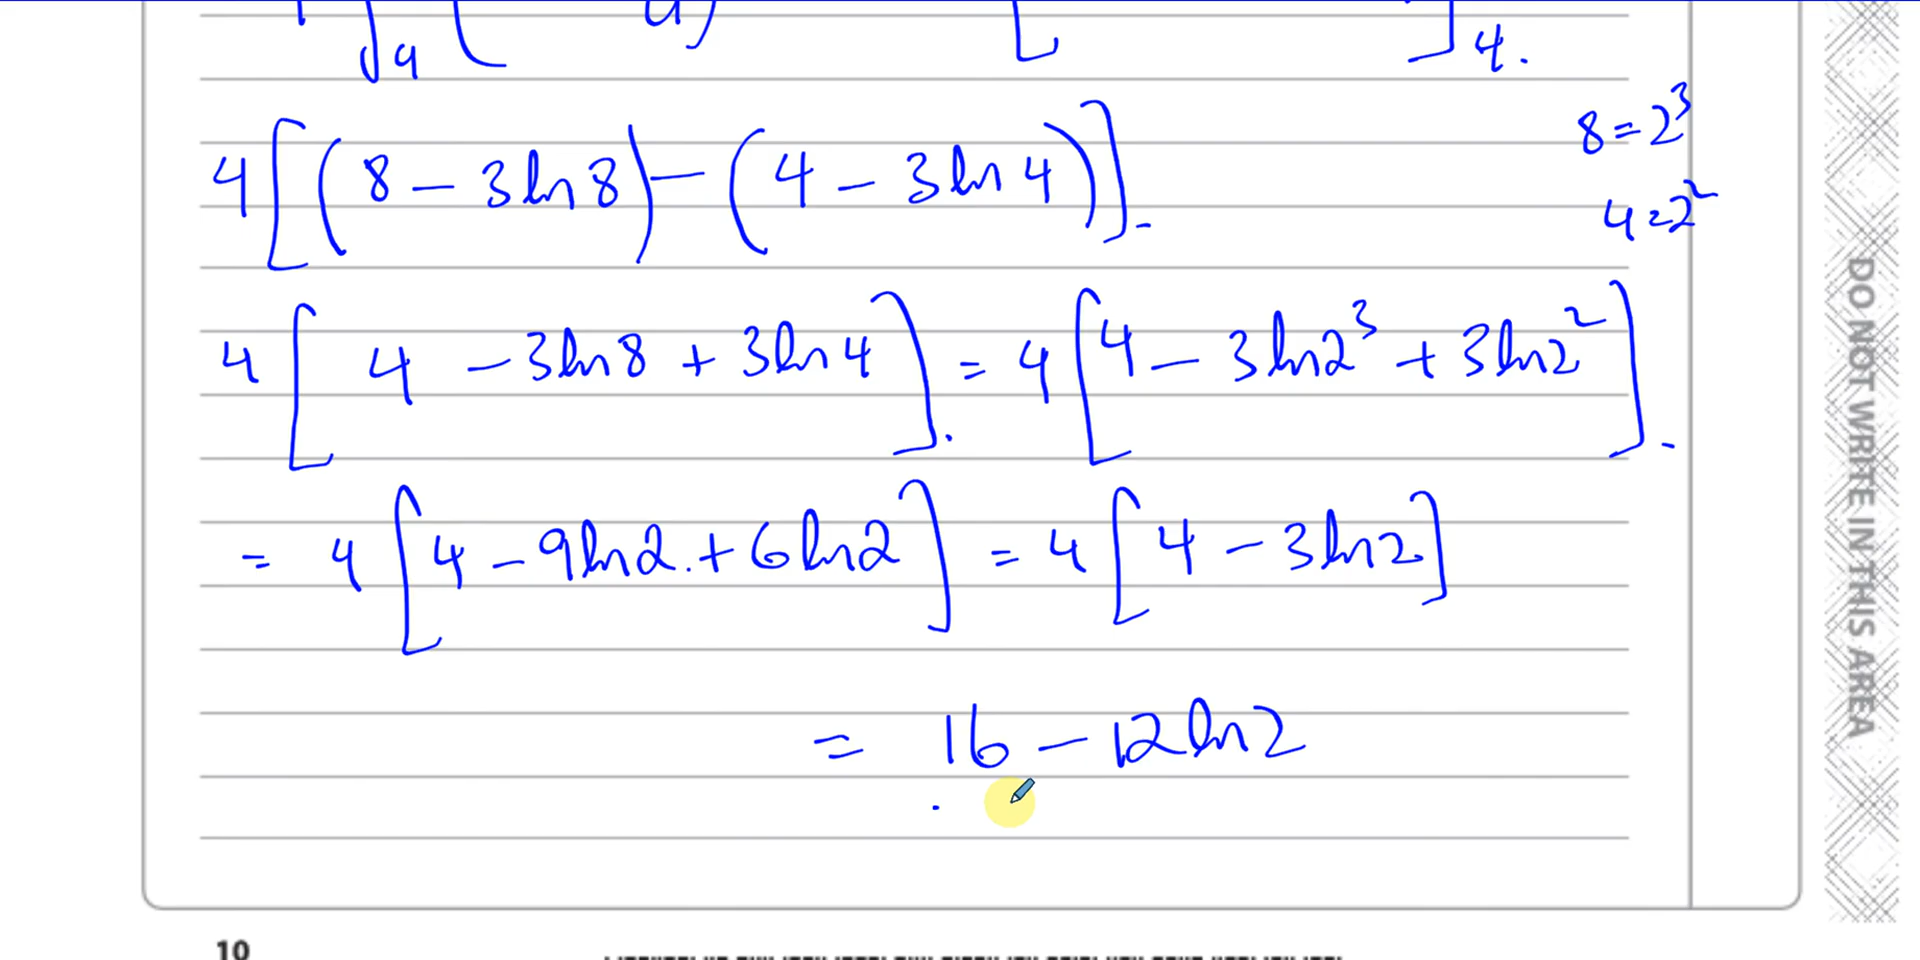 4.
8 = 2³
4 [ (8 - 3ln8) - (4 - 3ln4) ].
4 = 2²
4 [ 4 - 3ln8 + 3ln4 ]. = 4 [ 4 - 3ln2³ + 3ln2² ].
= 4 [ 4 - 9ln2. + 6ln2 ] = 4 [ 4 - 3ln2 ]
= 16 - 12ln2
DO NOT WRITE IN THIS AREA
10